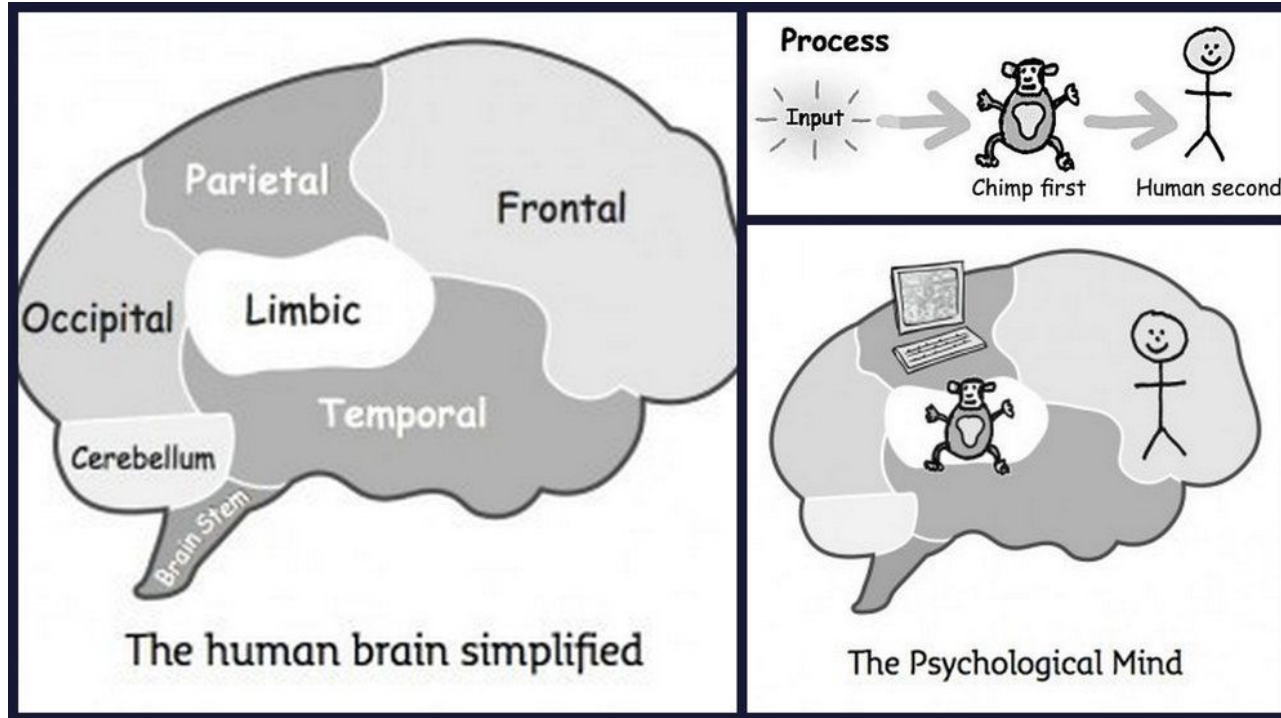 Parietal
Frontal
Limbic
Occipital
Temporal
Cerebellum
Brain Stem
The human brain simplified
Process
Input
Chimp first
Human second
The Psychological Mind